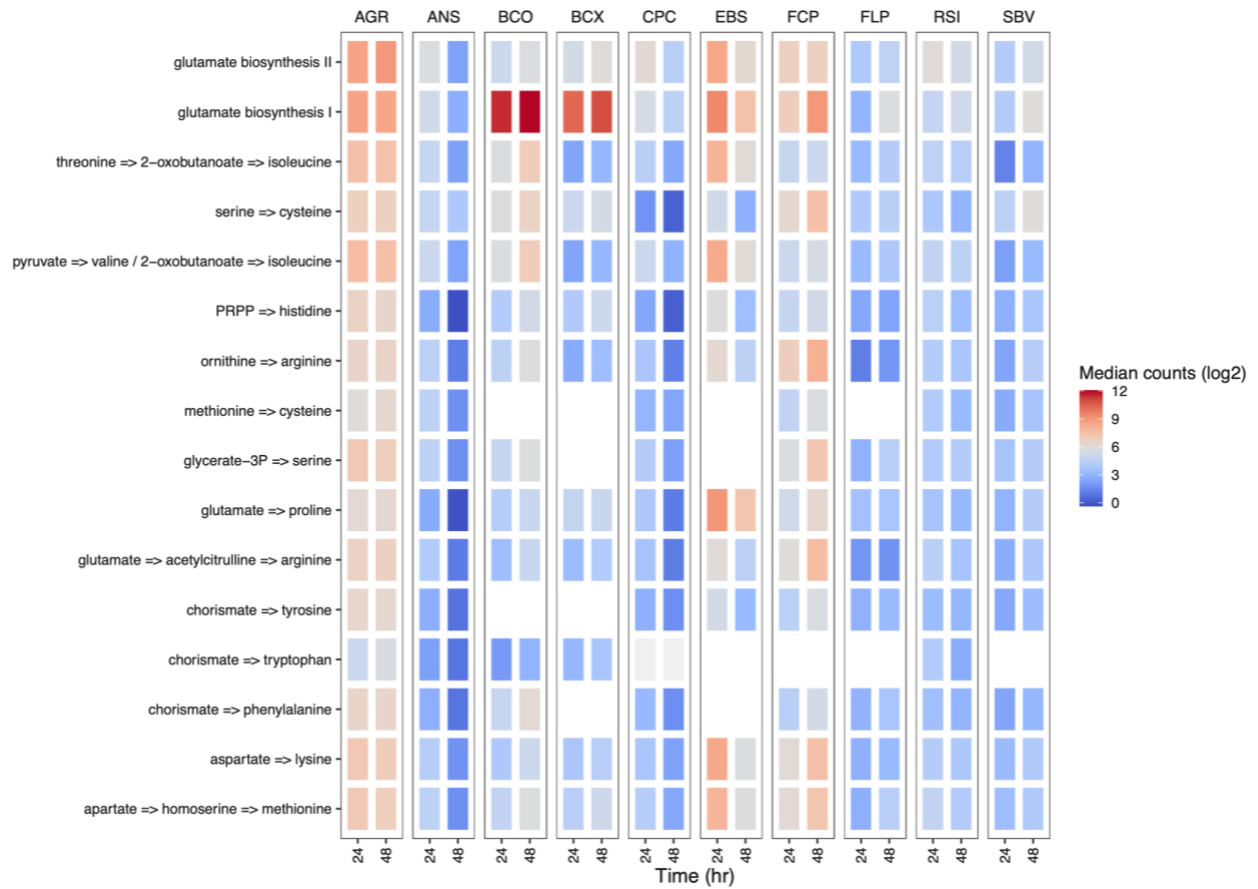 AGR ANS BCO BCX CPC EBS FCP FLP RSI SBV
glutamate biosynthesis II
glutamate biosynthesis I
threonine => 2−oxobutanoate => isoleucine
serine => cysteine
pyruvate => valine / 2−oxobutanoate => isoleucine
PRPP => histidine
ornithine => arginine
methionine => cysteine
glycerate−3P => serine
glutamate => proline
glutamate => acetylcitrulline => arginine
chorismate => tyrosine
chorismate => tryptophan
chorismate => phenylalanine
aspartate => lysine
apartate => homoserine => methionine
24 48 24 48 24 48 24 48 24 48 24 48 24 48 24 48 24 48 24 48
Time (hr)
Median counts (log2)
12
9
6
3
0